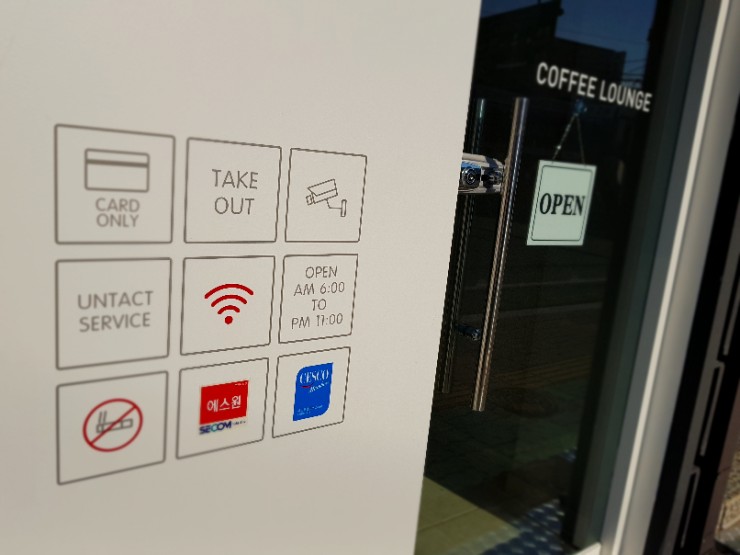 COFFEE LOUNGE
OPEN
CARD
ONLY
TAKE
OUT
UNTACT
SERVICE
OPEN
AM 6:00
TO
PM 11:00
에스원
SECOM
CESCO